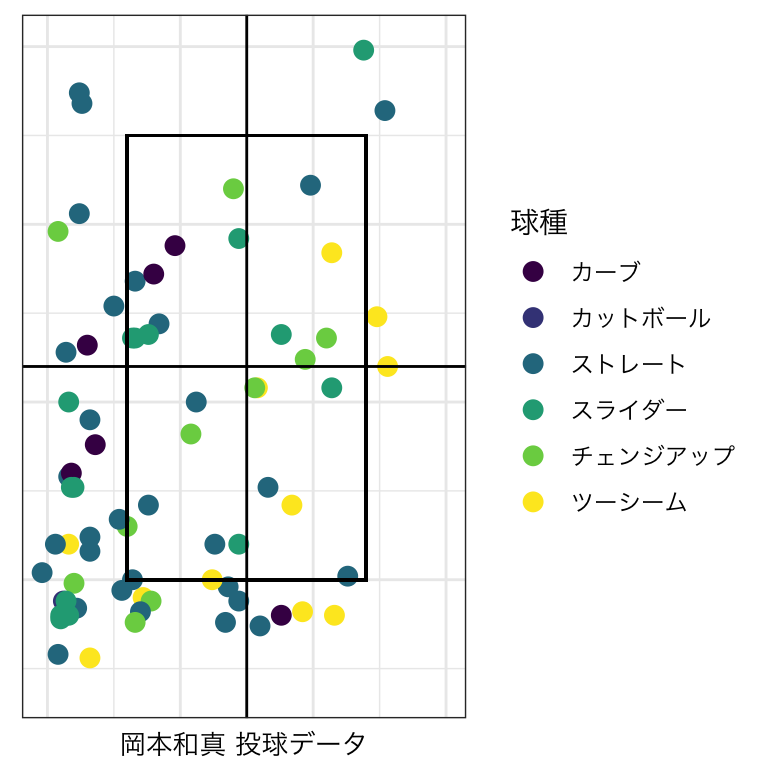 球種
カーブ
カットボール
ストレート
スライダー
チェンジアップ
ツーシーム
岡本和真 投球データ